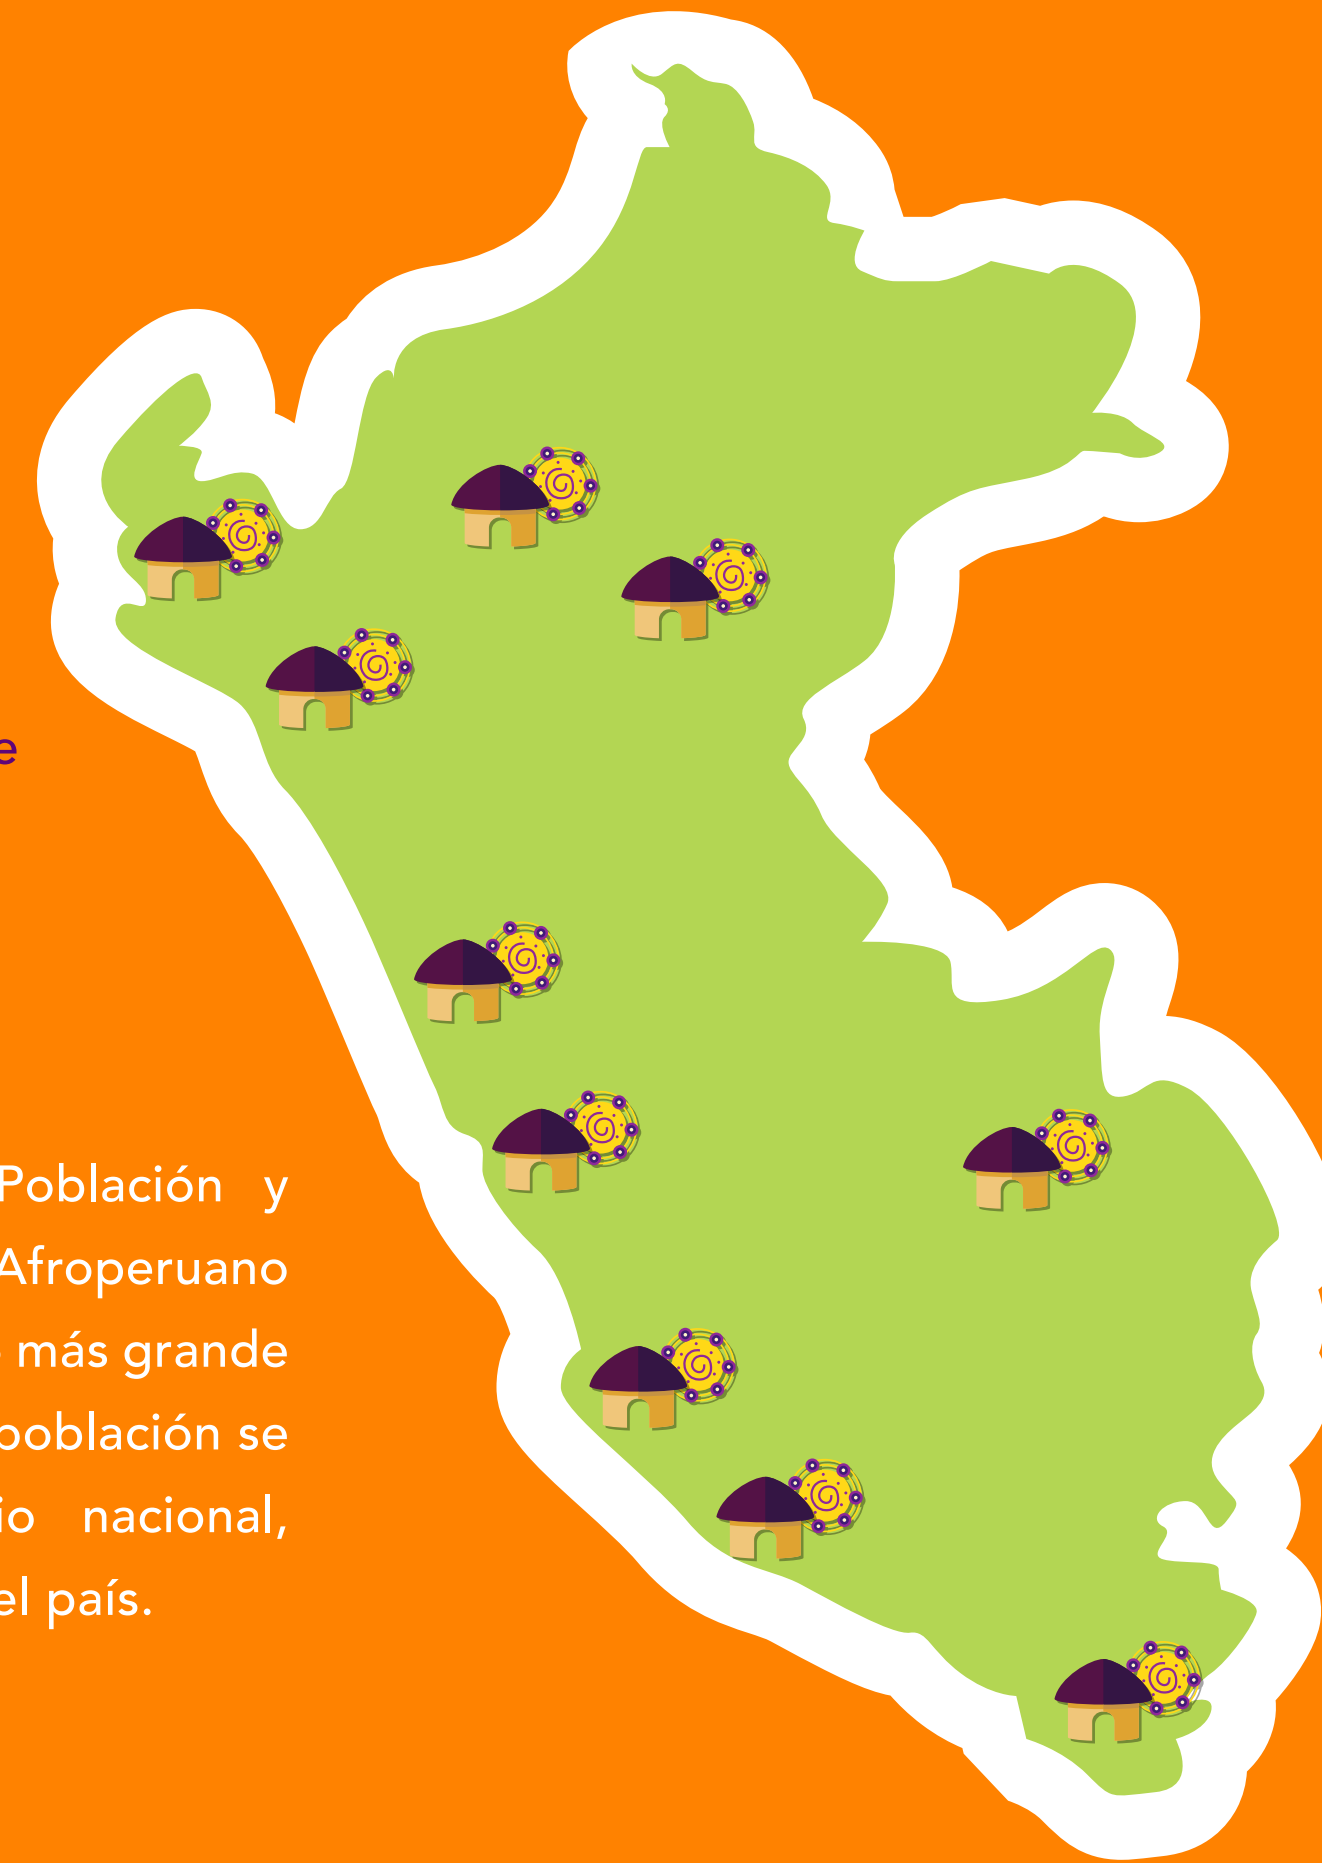 e
Población y
Afroperuano
más grande
población se
io nacional,
el país.